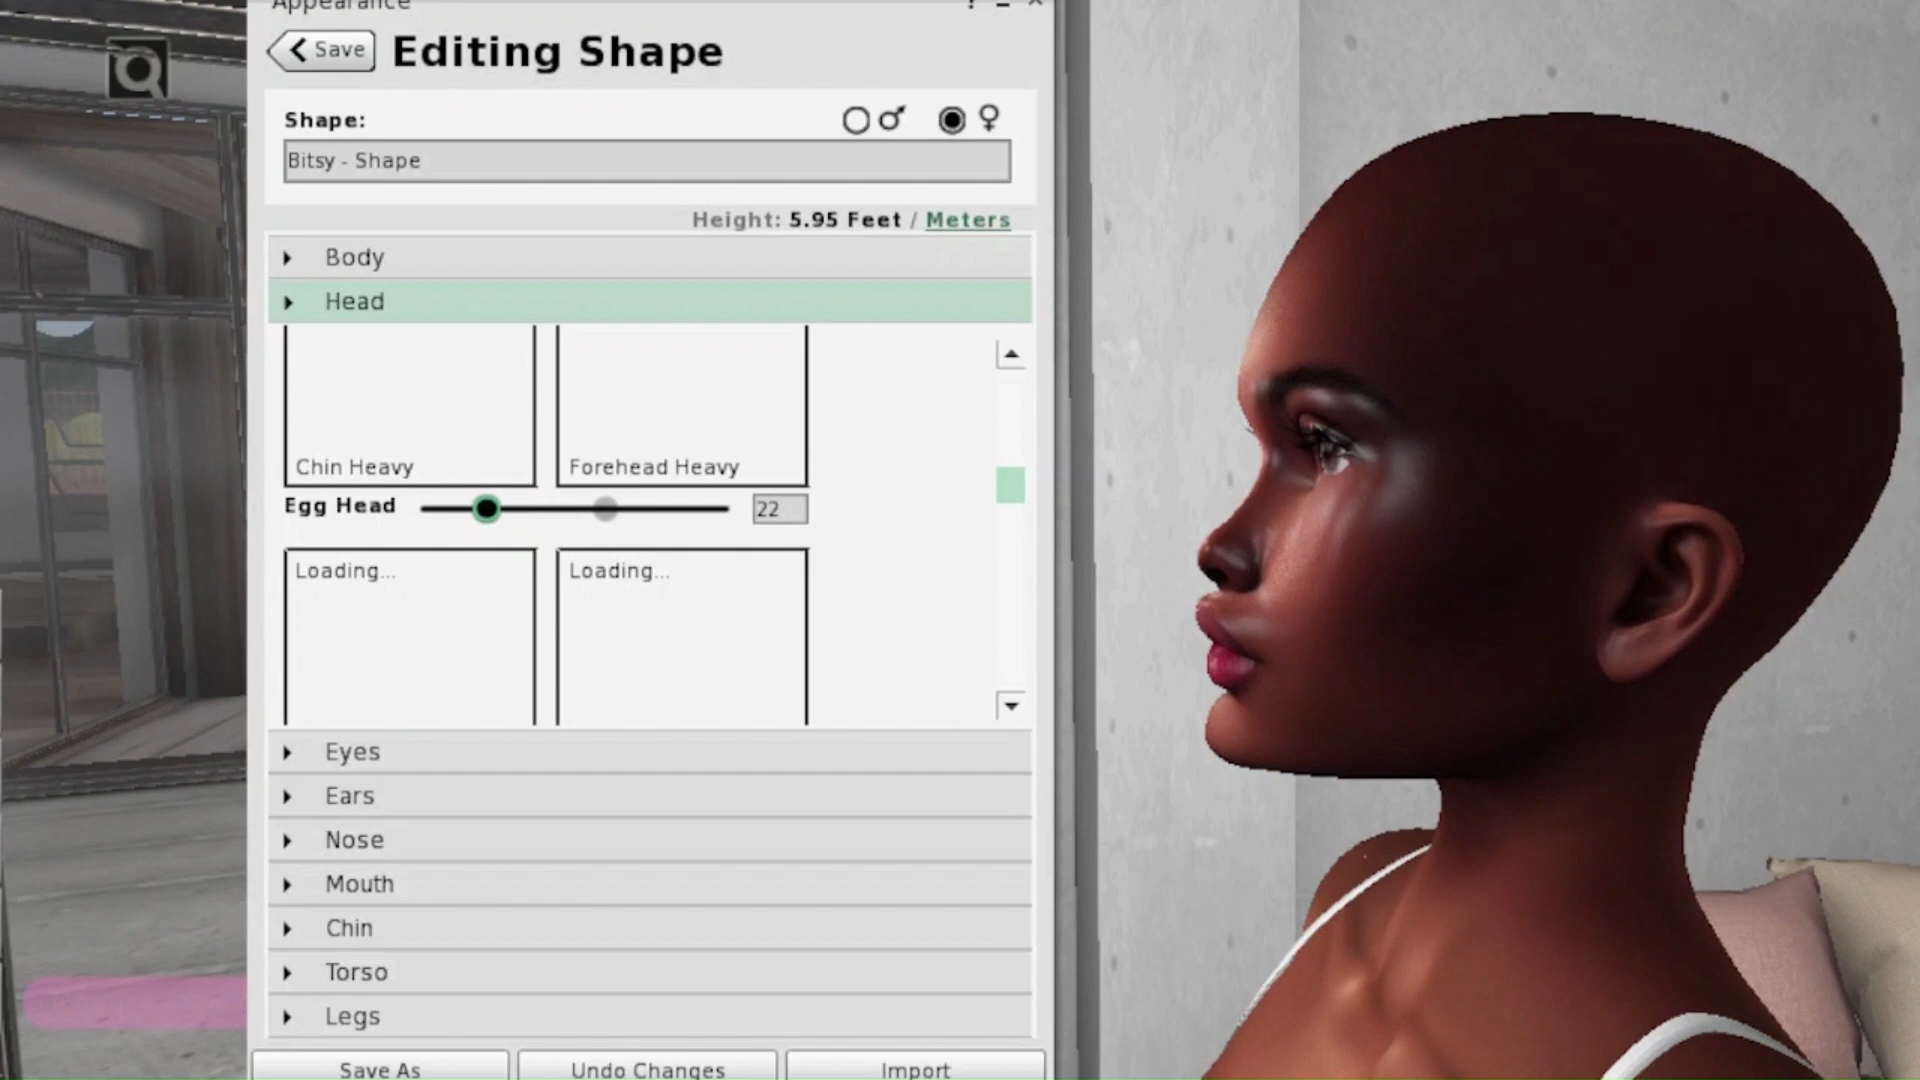 Appearance
Save
Editing Shape
Shape:
Bitsy - Shape
Height: 5.95 Feet / Meters
Body
Head
Chin Heavy
Forehead Heavy
Egg Head
22
Loading...
Loading...
Eyes
Ears
Nose
Mouth
Chin
Torso
Legs
Save As
Undo Changes
Import